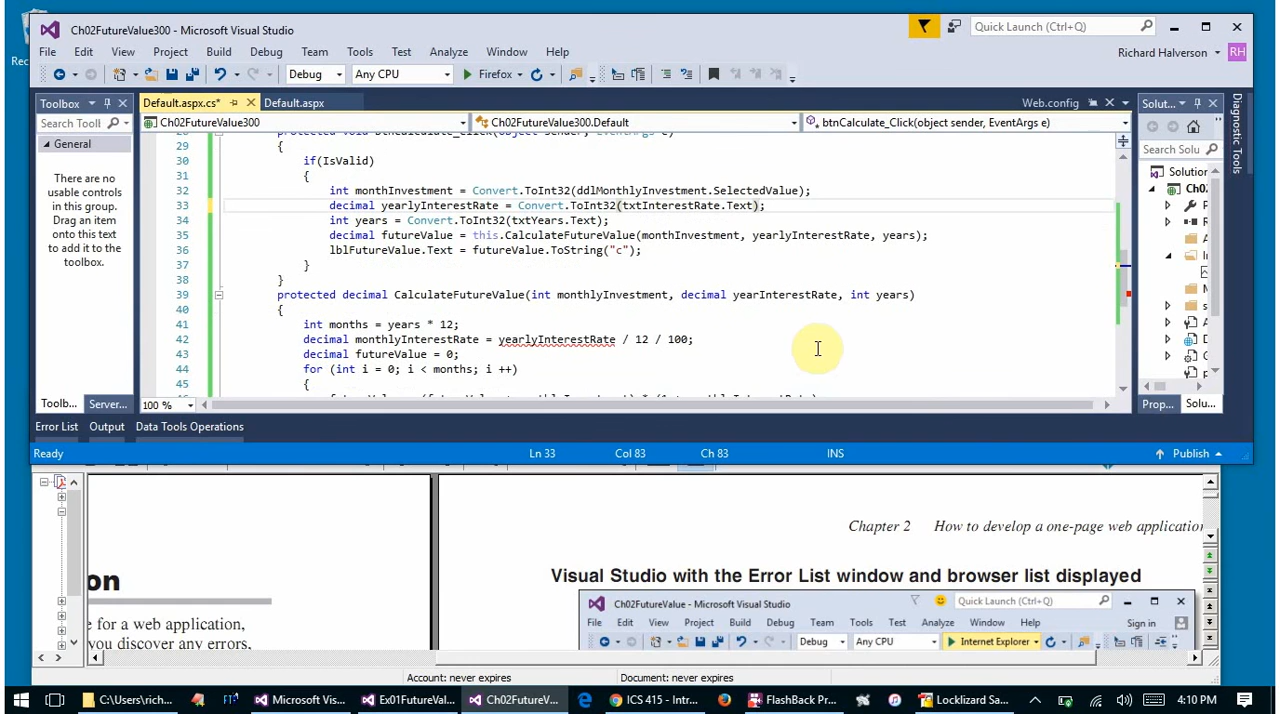 Ch02FutureValue300 - Microsoft Visual Studio
Quick Launch (Ctrl+Q)
File Edit View Project Build Debug Team Tools Test Analyze Window Help
Richard Halverson RH
Debug Any CPU Firefox
Toolbox
Default.aspx.cs* Default.aspx Web.config
Solut...
Search Toolb
Ch02FutureValue300 Ch02FutureValue300.Default btnCalculate_Click(object sender, EventArgs e)
General
Search Solu
There are no
usable controls
in this group.
Drag an item
onto this text
to add it to the
toolbox.
29 {
30 if(IsValid)
31 {
32 int monthInvestment = Convert.ToInt32(ddlMonthlyInvestment.SelectedValue);
33 decimal yearlyInterestRate = Convert.ToInt32(txtInterestRate.Text);
34 int years = Convert.ToInt32(txtYears.Text);
35 decimal futureValue = this.CalculateFutureValue(monthInvestment, yearlyInterestRate, years);
36 lblFutureValue.Text = futureValue.ToString("c");
37 }
38 }
39 protected decimal CalculateFutureValue(int monthlyInvestment, decimal yearInterestRate, int years)
40 {
41 int months = years * 12;
42 decimal monthlyInterestRate = yearlyInterestRate / 12 / 100;
43 decimal futureValue = 0;
44 for (int i = 0; i < months; i ++)
45 {
Solution
Ch0
Diagnostic Tools
Toolb... Server...
100 %
Prop... Solu...
Error List Output Data Tools Operations
Ready Ln 33 Col 83 Ch 83 INS Publish
Chapter 2 How to develop a one-page web application
on
Visual Studio with the Error List window and browser list displayed
e for a web application,
you discover any errors,
Ch02FutureValue - Microsoft Visual Studio
Quick Launch (Ctrl+Q)
File Edit View Project Build Debug Team Tools Test Analyze Window Help Sign in
Debug Any CPU Internet Explorer
Account: never expires Document: never expires
C:\Users\rich... Microsoft Vis... Ex01FutureVal... Ch02FutureV... ICS 415 - Intr... FlashBack Pr... Locklizard Sa... 4:10 PM